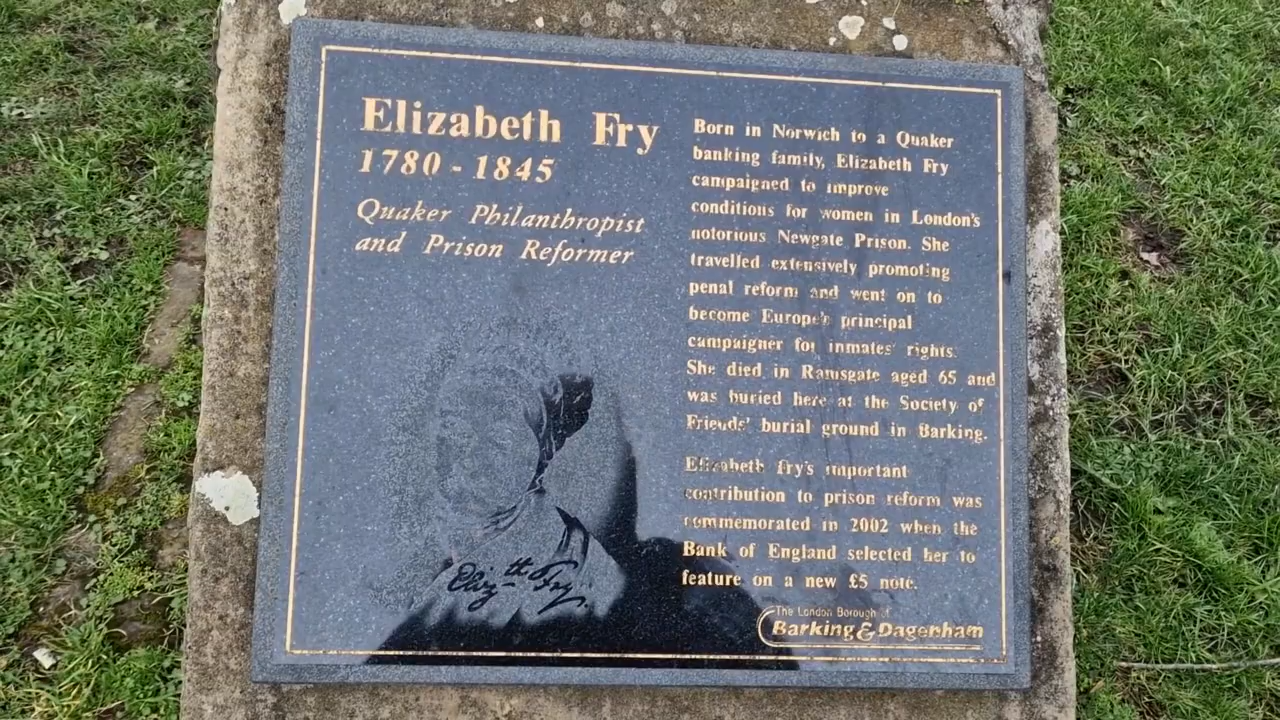 Elizabeth Fry
1780 - 1845
Quaker Philanthropist
and Prison Reformer
Born in Norwich to a Quaker
banking family, Elizabeth Fry
campaigned to improve
conditions for women in London's
notorious Newgate Prison. She
travelled extensively promoting
penal reform and went on to
become Europe's principal
campaigner for inmates' rights.
She died in Ramsgate aged 65 and
was buried here at the Society of
Friends' burial ground in Barking.
Elizabeth Fry's important
contribution to prison reform was
commemorated in 2002 when the
Bank of England selected her to
feature on a new £5 note.
Elizth Fry.
The London Borough of
Barking & Dagenham